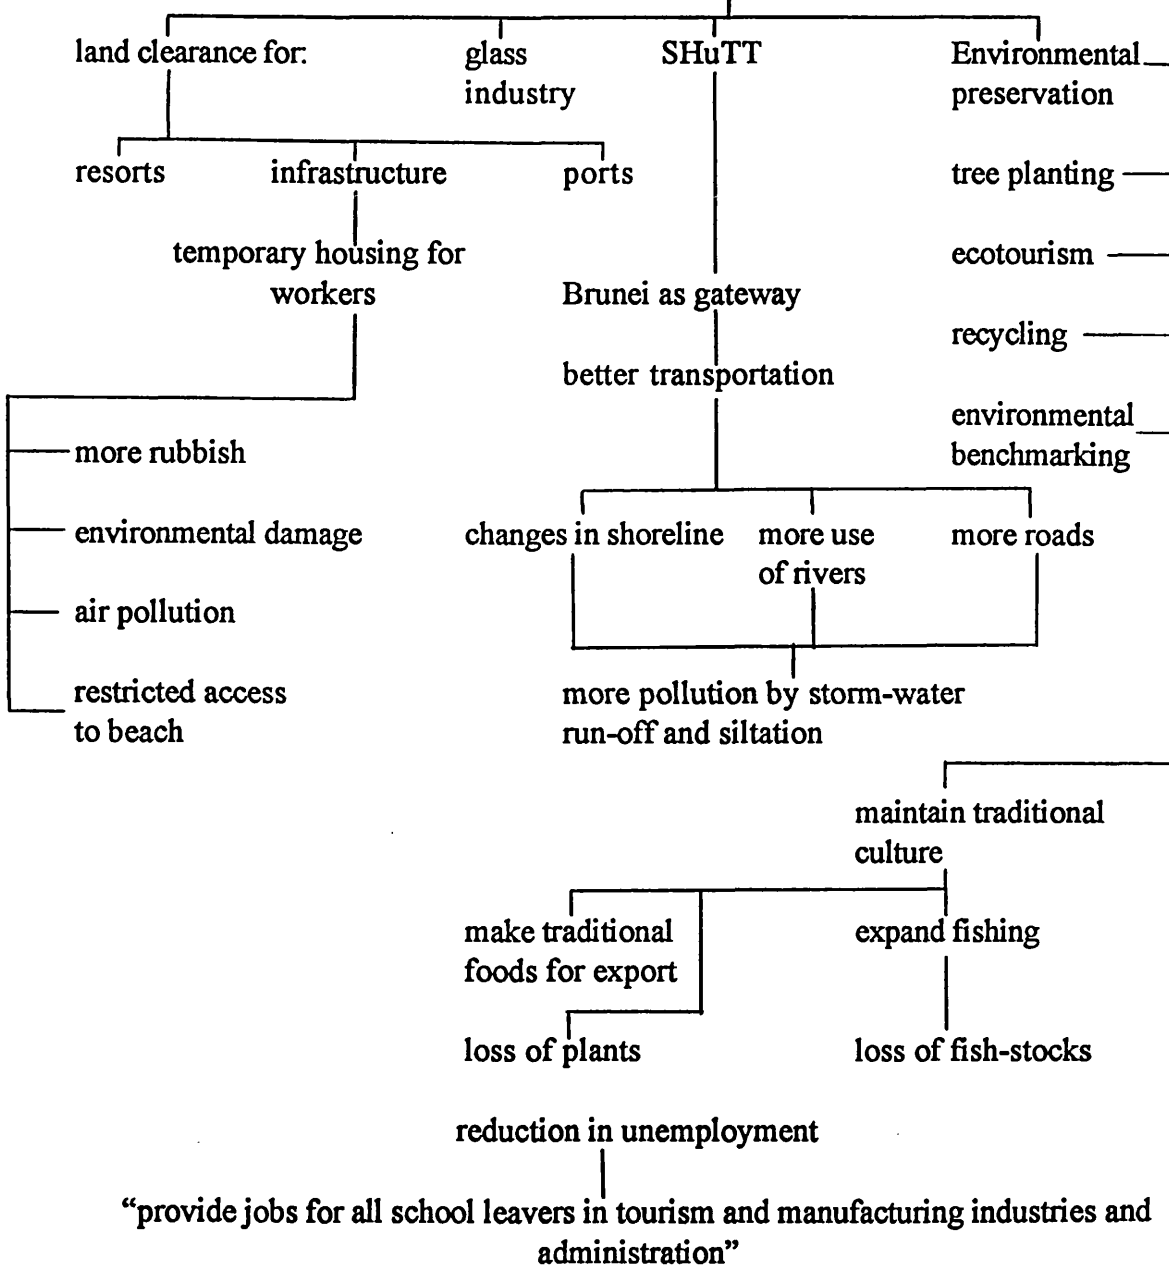 land clearance for:
glass
industry
SHuTT
Environmental
preservation
resorts
infrastructure
ports
tree planting
temporary housing for
workers
ecotourism
Brunei as gateway
recycling
better transportation
environmental
benchmarking
more rubbish
environmental damage
changes in shoreline
more use
of rivers
more roads
air pollution
restricted access
to beach
more pollution by storm-water
run-off and siltation
maintain traditional
culture
make traditional
foods for export
expand fishing
loss of plants
loss of fish-stocks
reduction in unemployment
“provide jobs for all school leavers in tourism and manufacturing industries and
administration”